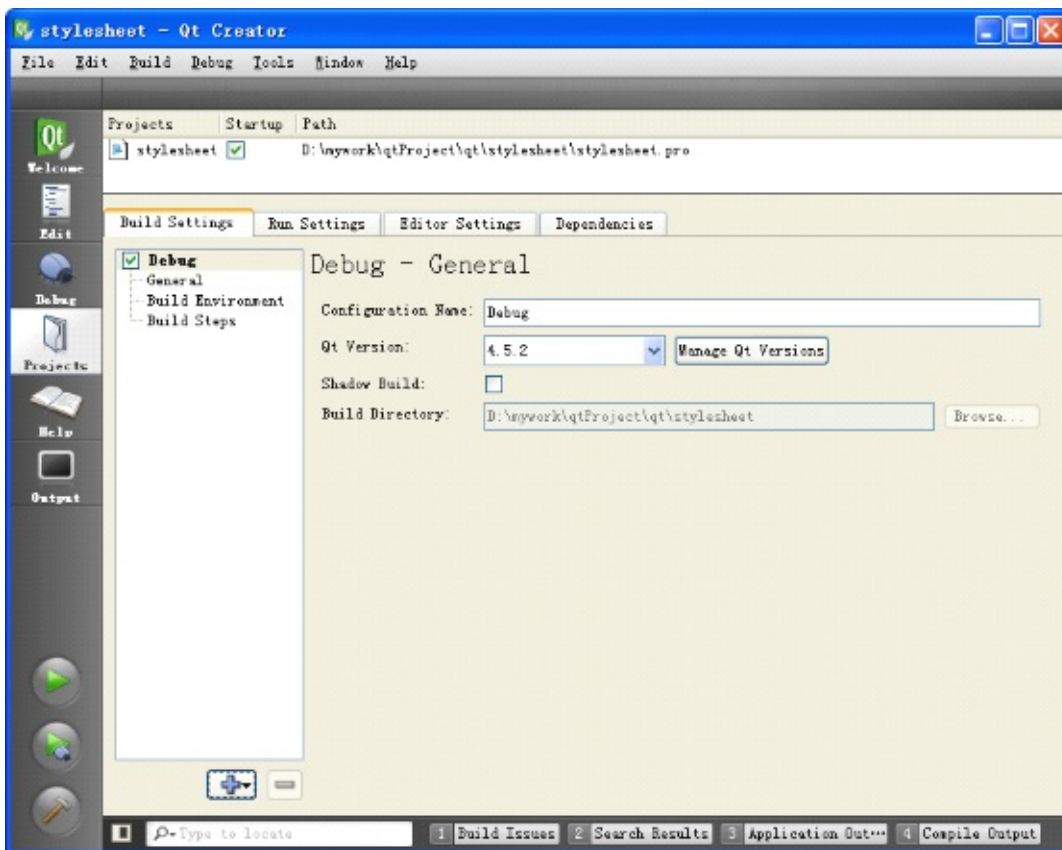 stylesheet - Qt Creator
File Edit Build Debug Tools Window Help
Projects Startup Path
stylesheet D:\mywork\qtProject\qt\stylesheet\stylesheet.pro
Qt
Welcome
Edit
Debug
Projects
Help
Output
Build Settings Run Settings Editor Settings Dependencies
Debug
General
Build Environment
Build Steps
Debug - General
Configuration Name: Debug
Qt Version: 4.5.2 Manage Qt Versions
Shadow Build:
Build Directory: D:\mywork\qtProject\qt\stylesheet Browse...
Type to locate 1 Build Issues 2 Search Results 3 Application Out... 4 Compile Output